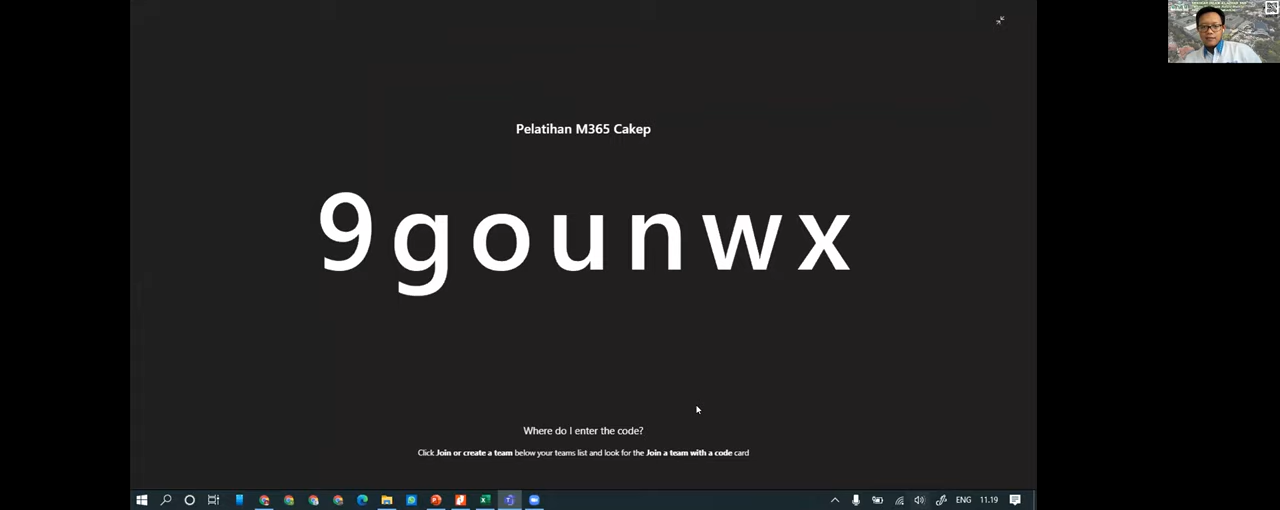 Pelatihan M365 Cakep
9gounwx
Where do I enter the code?
Click Join or create a team below your teams list and look for the Join a team with a code card
ENG 11.19